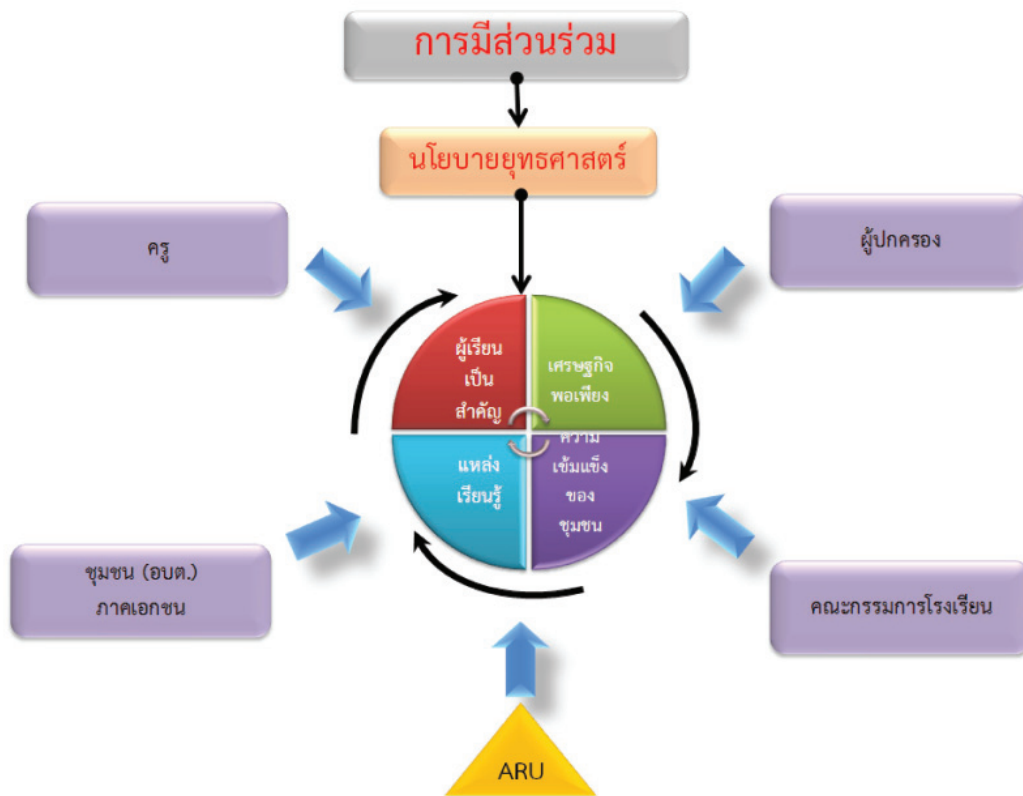 การมีส่วนร่วม
นโยบายยุทธศาสตร์
ครู
ผู้ปกครอง
ผู้เรียน
เป็น
สำคัญ
เศรษฐกิจ
พอเพียง
แหล่ง
เรียนรู้
ความ
เข้มแข็ง
ของ
ชุมชน
ชุมชน (อบต.)
ภาคเอกชน
คณะกรรมการโรงเรียน
ARU